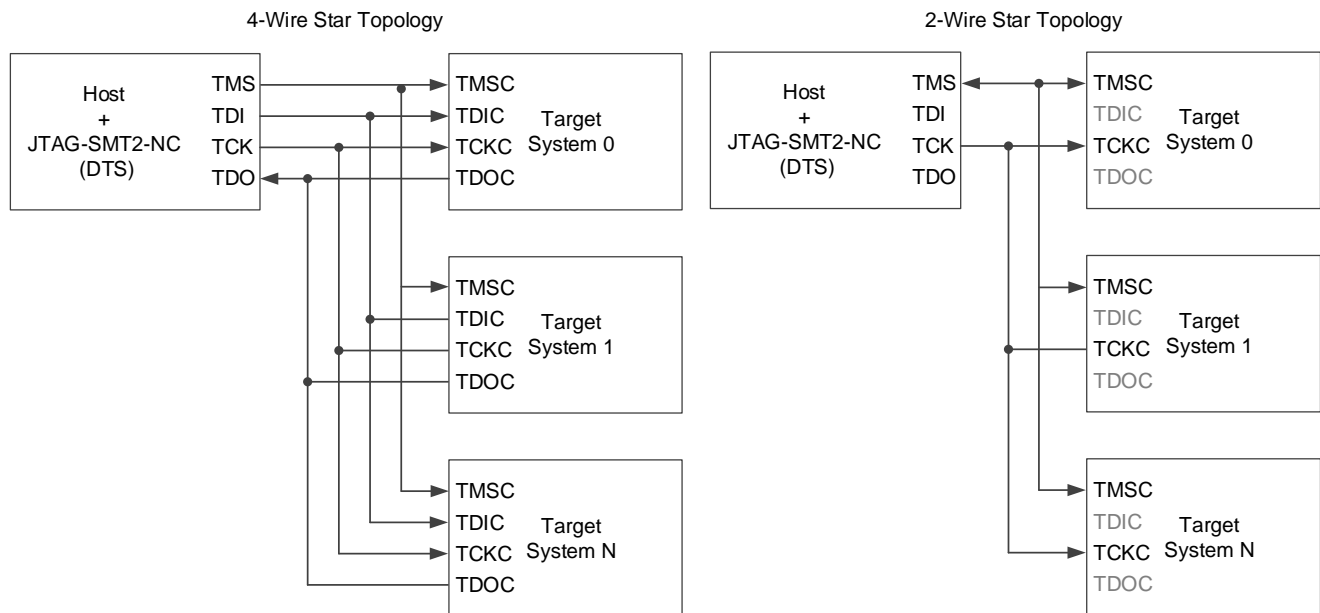 4-Wire Star Topology
Host
+
JTAG-SMT2-NC
(DTS)
TMS
TDI
TCK
TDO
TMSC
TDIC
TCKC
TDOC
Target
System 0
TMSC
TDIC
TCKC
TDOC
Target
System 1
TMSC
TDIC
TCKC
TDOC
Target
System N
2-Wire Star Topology
Host
+
JTAG-SMT2-NC
(DTS)
TMS
TDI
TCK
TDO
TMSC
TDIC
TCKC
TDOC
Target
System 0
TMSC
TDIC
TCKC
TDOC
Target
System 1
TMSC
TDIC
TCKC
TDOC
Target
System N